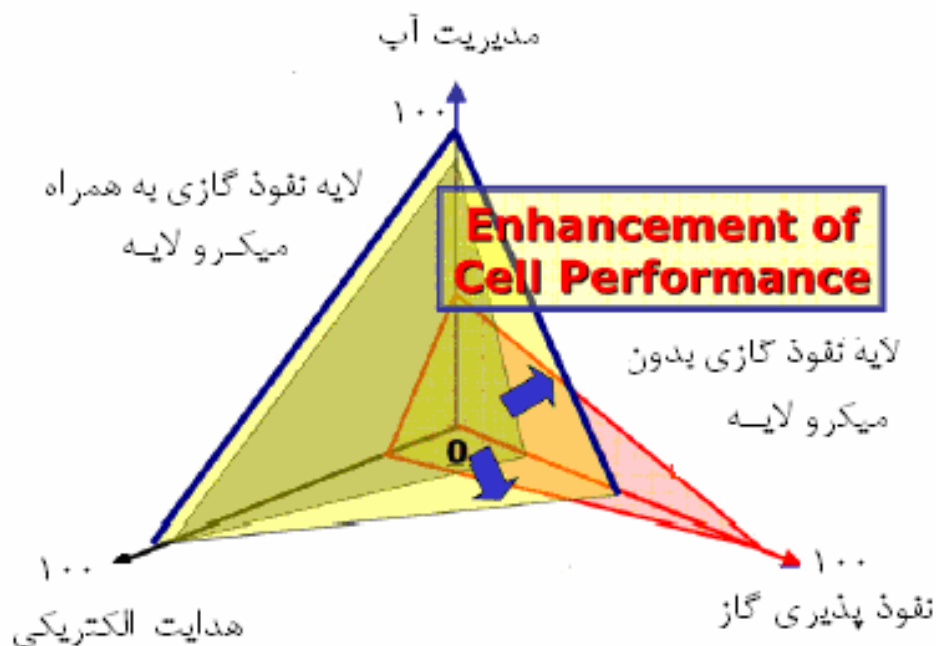 مدیریت آب
۱۰۰
لایه نفوذ گازی به همراه
میکرو لایه
Enhancement of
Cell Performance
لایه نفوذ گازی بدون
میکرو لایه
0
۱۰۰
۱۰۰
هدایت الکتریکی
نفوذ پذیری گاز